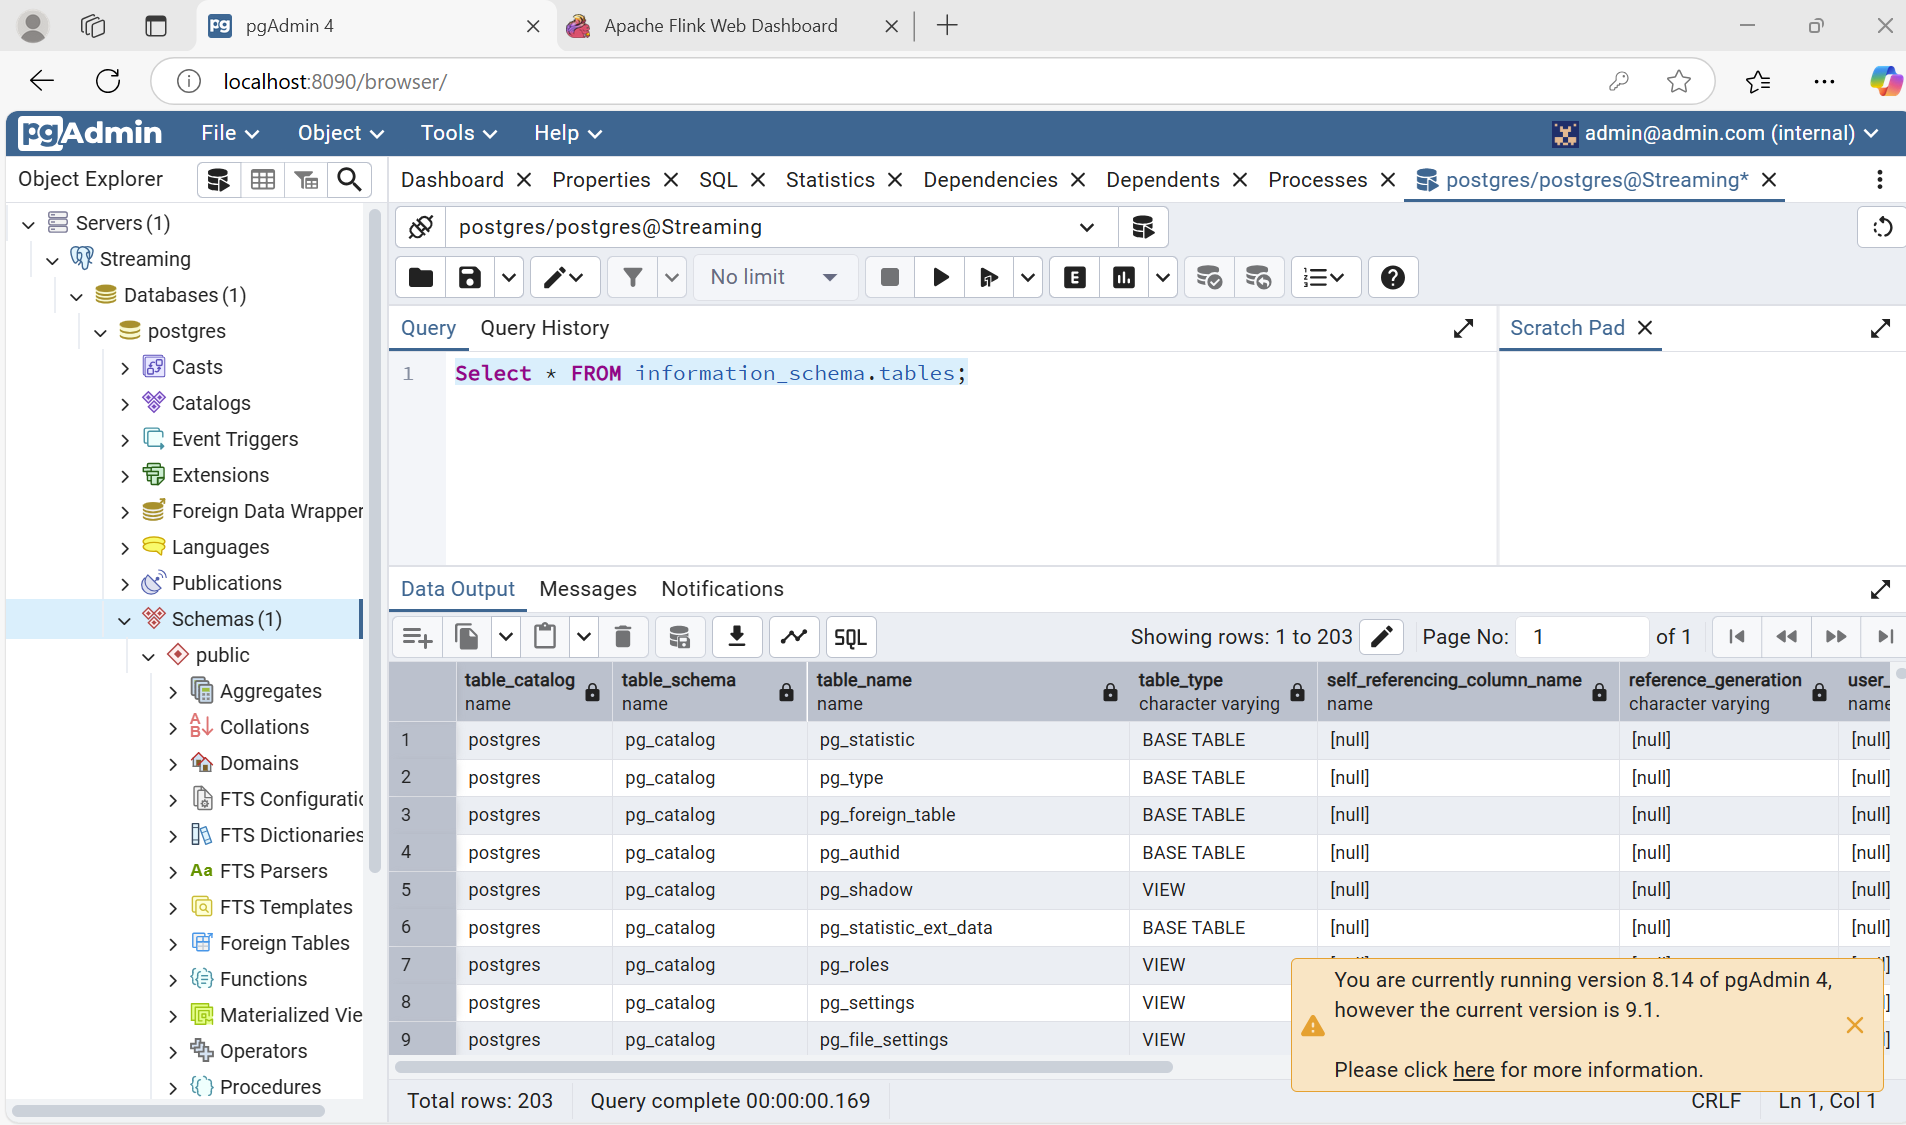 pgAdmin 4
Apache Flink Web Dashboard
localhost:8090/browser/
pgAdmin File Object Tools Help admin@admin.com (internal)
Object Explorer
Dashboard Properties SQL Statistics Dependencies Dependents Processes postgres/postgres@Streaming*
Servers (1)
Streaming
Databases (1)
postgres
Casts
Catalogs
Event Triggers
Extensions
Foreign Data Wrapper
Languages
Publications
Schemas (1)
public
Aggregates
Collations
Domains
FTS Configuratio
FTS Dictionaries
Aa FTS Parsers
FTS Templates
Foreign Tables
Functions
Materialized Vie
Operators
Procedures
postgres/postgres@Streaming
No limit
E
Query Query History
Scratch Pad
1 Select * FROM information_schema.tables;
Data Output Messages Notifications
SQL Showing rows: 1 to 203 Page No: 1 of 1
table_catalog table_schema table_name table_type self_referencing_column_name reference_generation user_
name name name character varying name character varying name
1 postgres pg_catalog pg_statistic BASE TABLE [null] [null] [null]
2 postgres pg_catalog pg_type BASE TABLE [null] [null] [null]
3 postgres pg_catalog pg_foreign_table BASE TABLE [null] [null] [null]
4 postgres pg_catalog pg_authid BASE TABLE [null] [null] [null]
5 postgres pg_catalog pg_shadow VIEW [null] [null] [null]
6 postgres pg_catalog pg_statistic_ext_data BASE TABLE [null] [null] [null]
7 postgres pg_catalog pg_roles VIEW
8 postgres pg_catalog pg_settings VIEW
9 postgres pg_catalog pg_file_settings VIEW
You are currently running version 8.14 of pgAdmin 4,
however the current version is 9.1.
Please click here for more information.
Total rows: 203 Query complete 00:00:00.169 CRLF Ln 1, Col 1